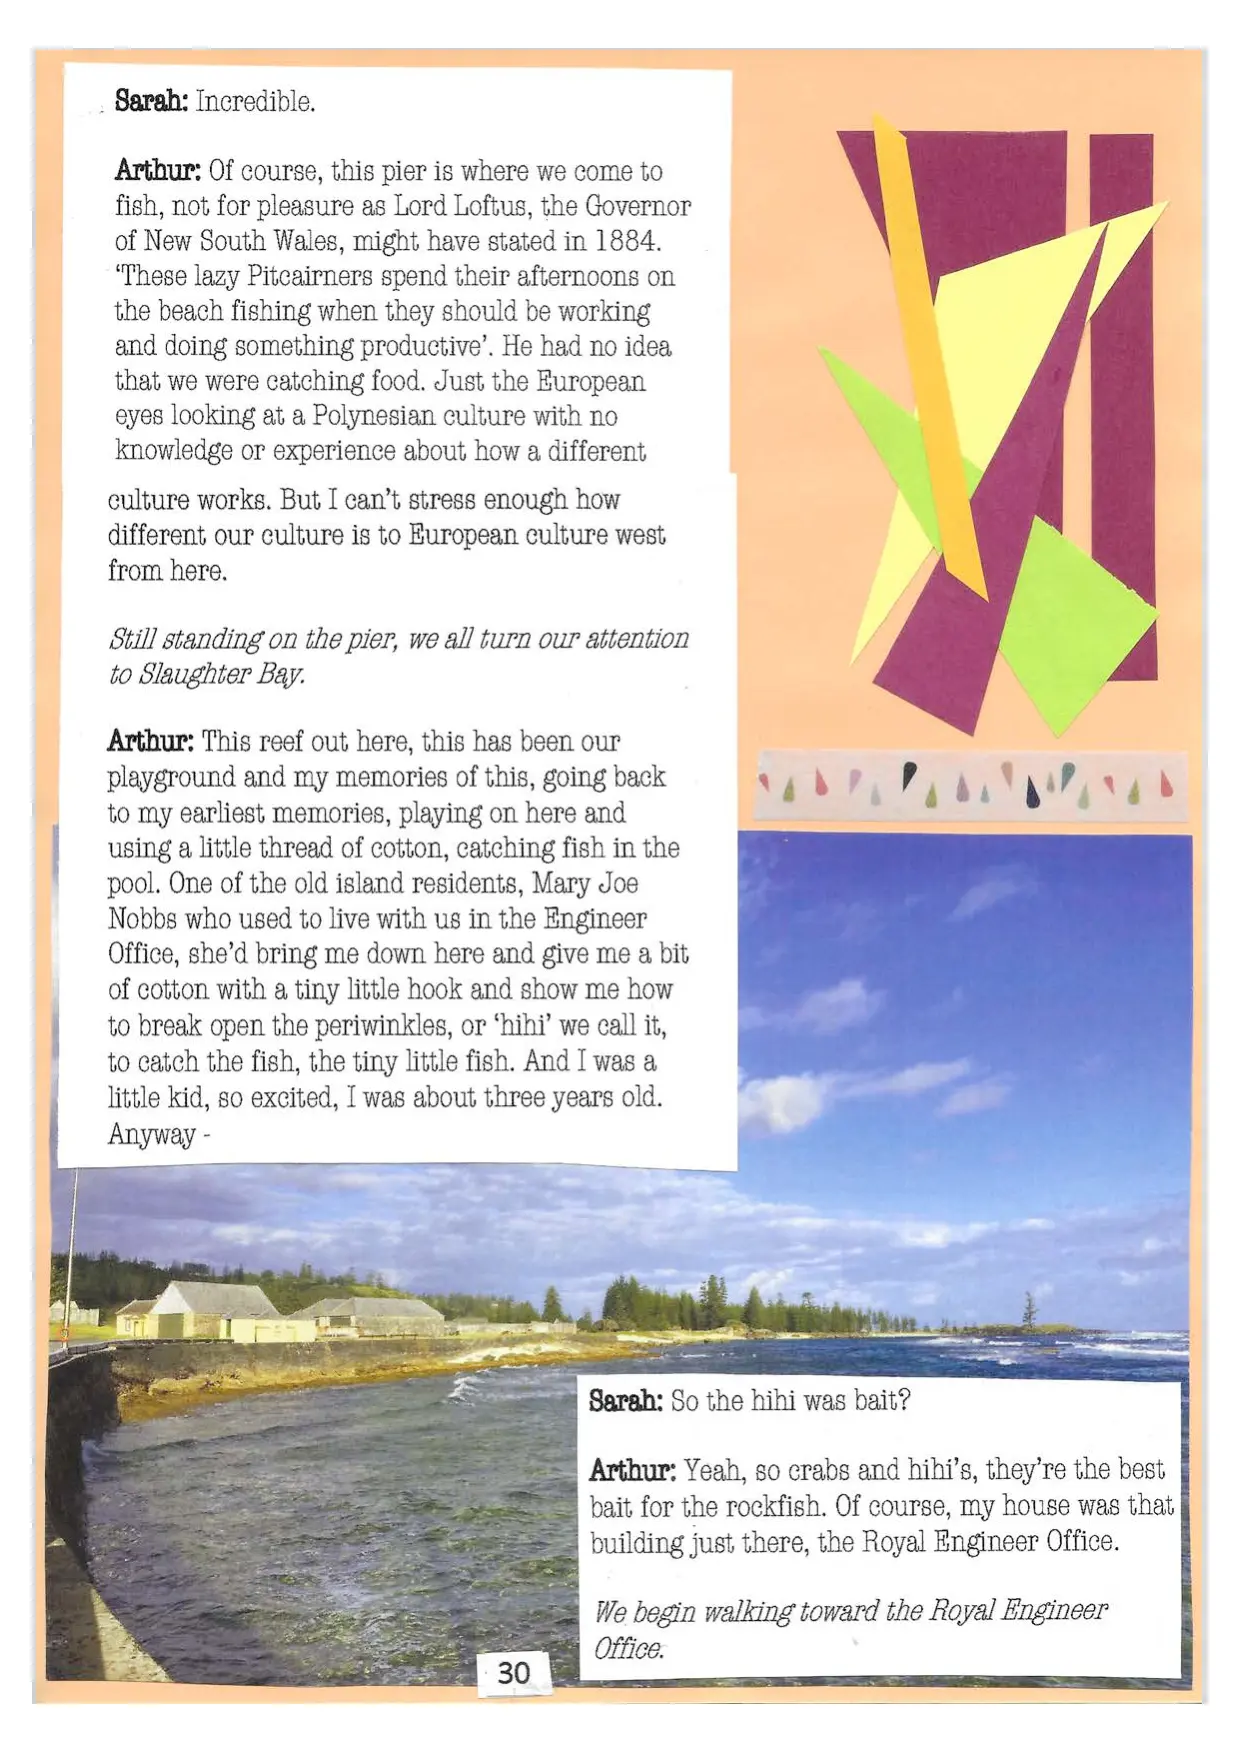 Sarah: Incredible.
Arthur: Of course, this pier is where we come to
fish, not for pleasure as Lord Loftus, the Governor
of New South Wales, might have stated in 1884.
‘These lazy Pitcairners spend their afternoons on
the beach fishing when they should be working
and doing something productive’. He had no idea
that we were catching food. Just the European
eyes looking at a Polynesian culture with no
knowledge or experience about how a different
culture works. But I can’t stress enough how
different our culture is to European culture west
from here.
Still standing on the pier, we all turn our attention
to Slaughter Bay.
Arthur: This reef out here, this has been our
playground and my memories of this, going back
to my earliest memories, playing on here and
using a little thread of cotton, catching fish in the
pool. One of the old island residents, Mary Joe
Nobbs who used to live with us in the Engineer
Office, she’d bring me down here and give me a bit
of cotton with a tiny little hook and show me how
to break open the periwinkles, or ‘hihi’ we call it,
to catch the fish, the tiny little fish. And I was a
little kid, so excited, I was about three years old.
Anyway -
Sarah: So the hihi was bait?
Arthur: Yeah, so crabs and hihi’s, they’re the best
bait for the rockfish. Of course, my house was that
building just there, the Royal Engineer Office.
We begin walking toward the Royal Engineer
Office.
30